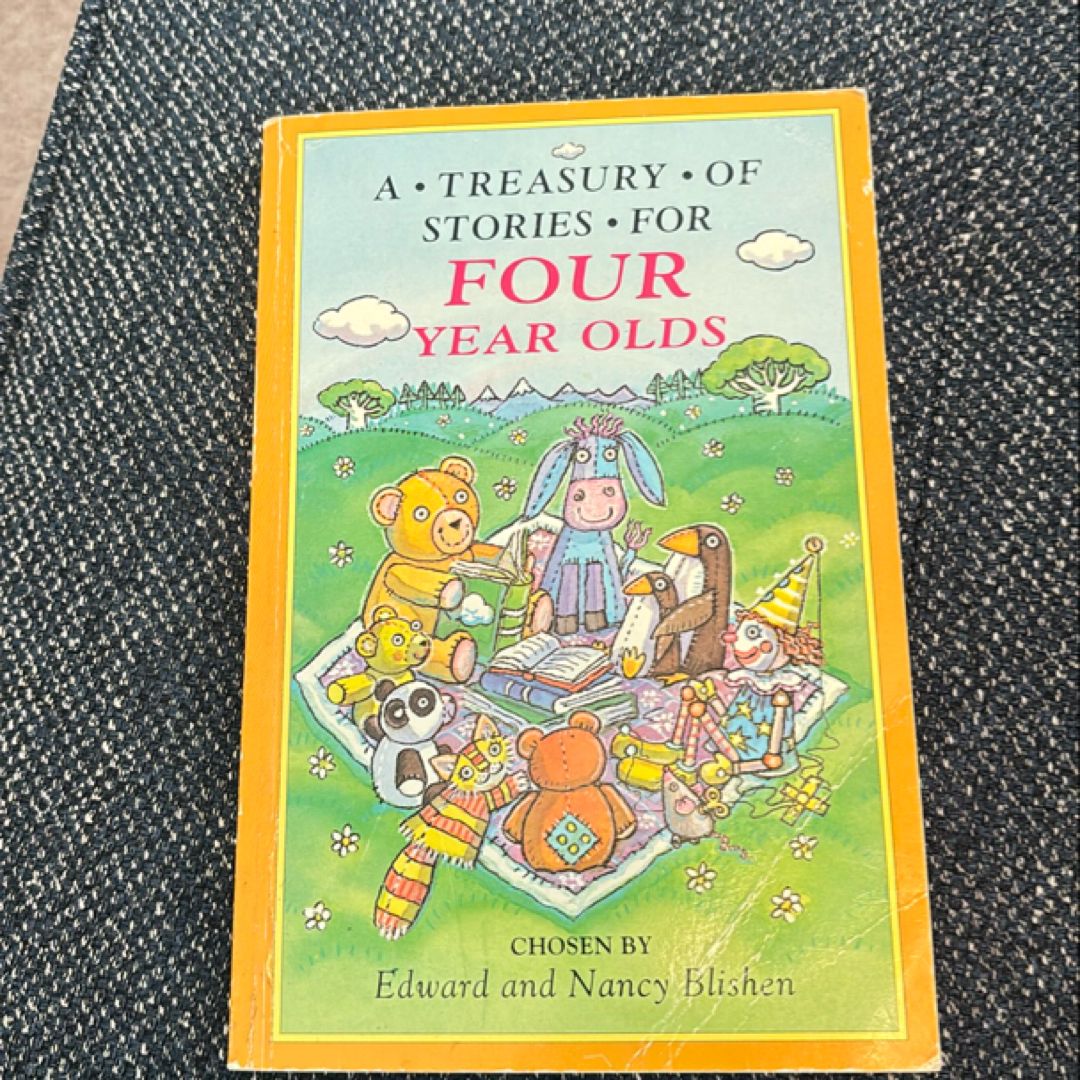 A • TREASURY • OF
STORIES • FOR
FOUR
YEAR OLDS
CHOSEN BY
Edward and Nancy Blishen